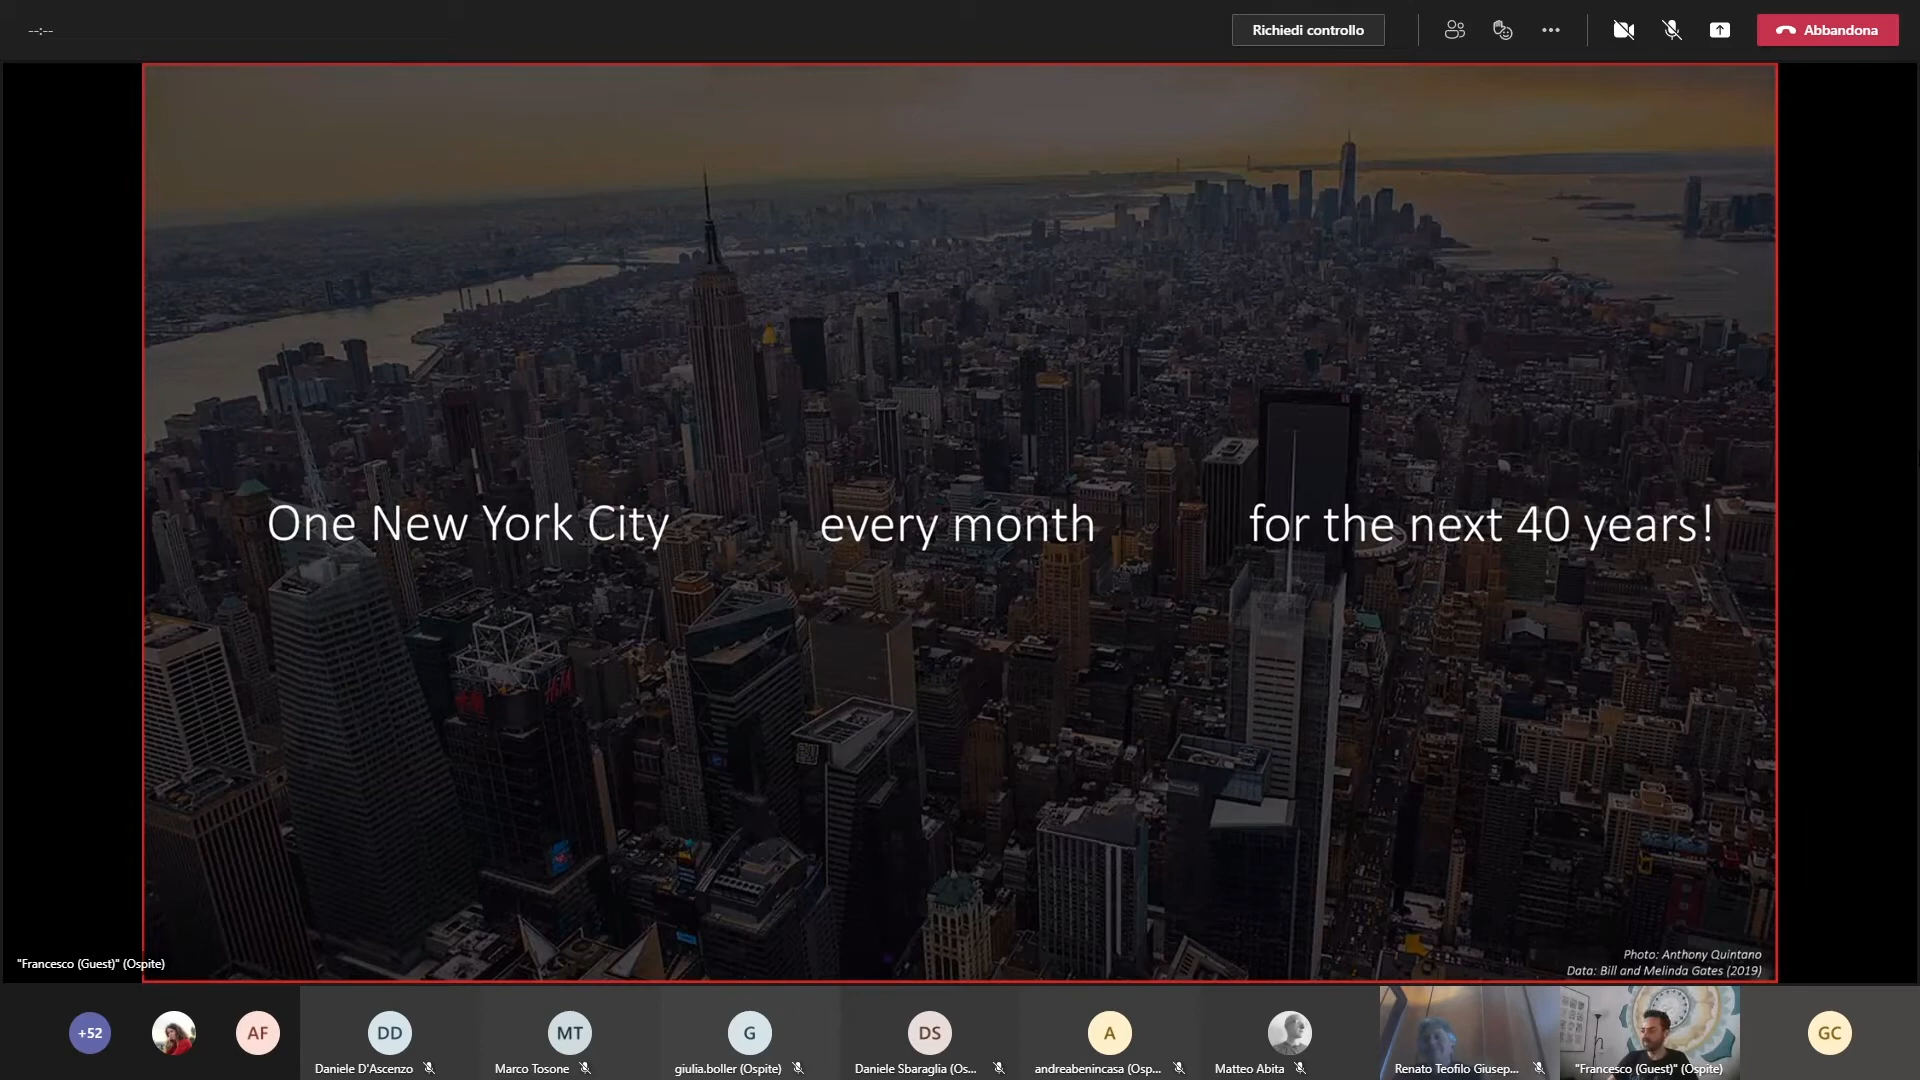 --:--
Richiedi controllo
Abbandona
One New York City every month for the next 40 years!
Photo: Anthony Quintano
Data: Bill and Melinda Gates (2019)
"Francesco (Guest)" (Ospite)
+52
AF
DD
MT
G
DS
A
GC
Daniele D'Ascenzo
Marco Tosone
giulia.boller (Ospite)
Daniele Sbaraglia (Os...
andreabenincasa (Osp...
Matteo Abita
Renato Teofilo Giusep...
"Francesco (Guest)" (Ospite)